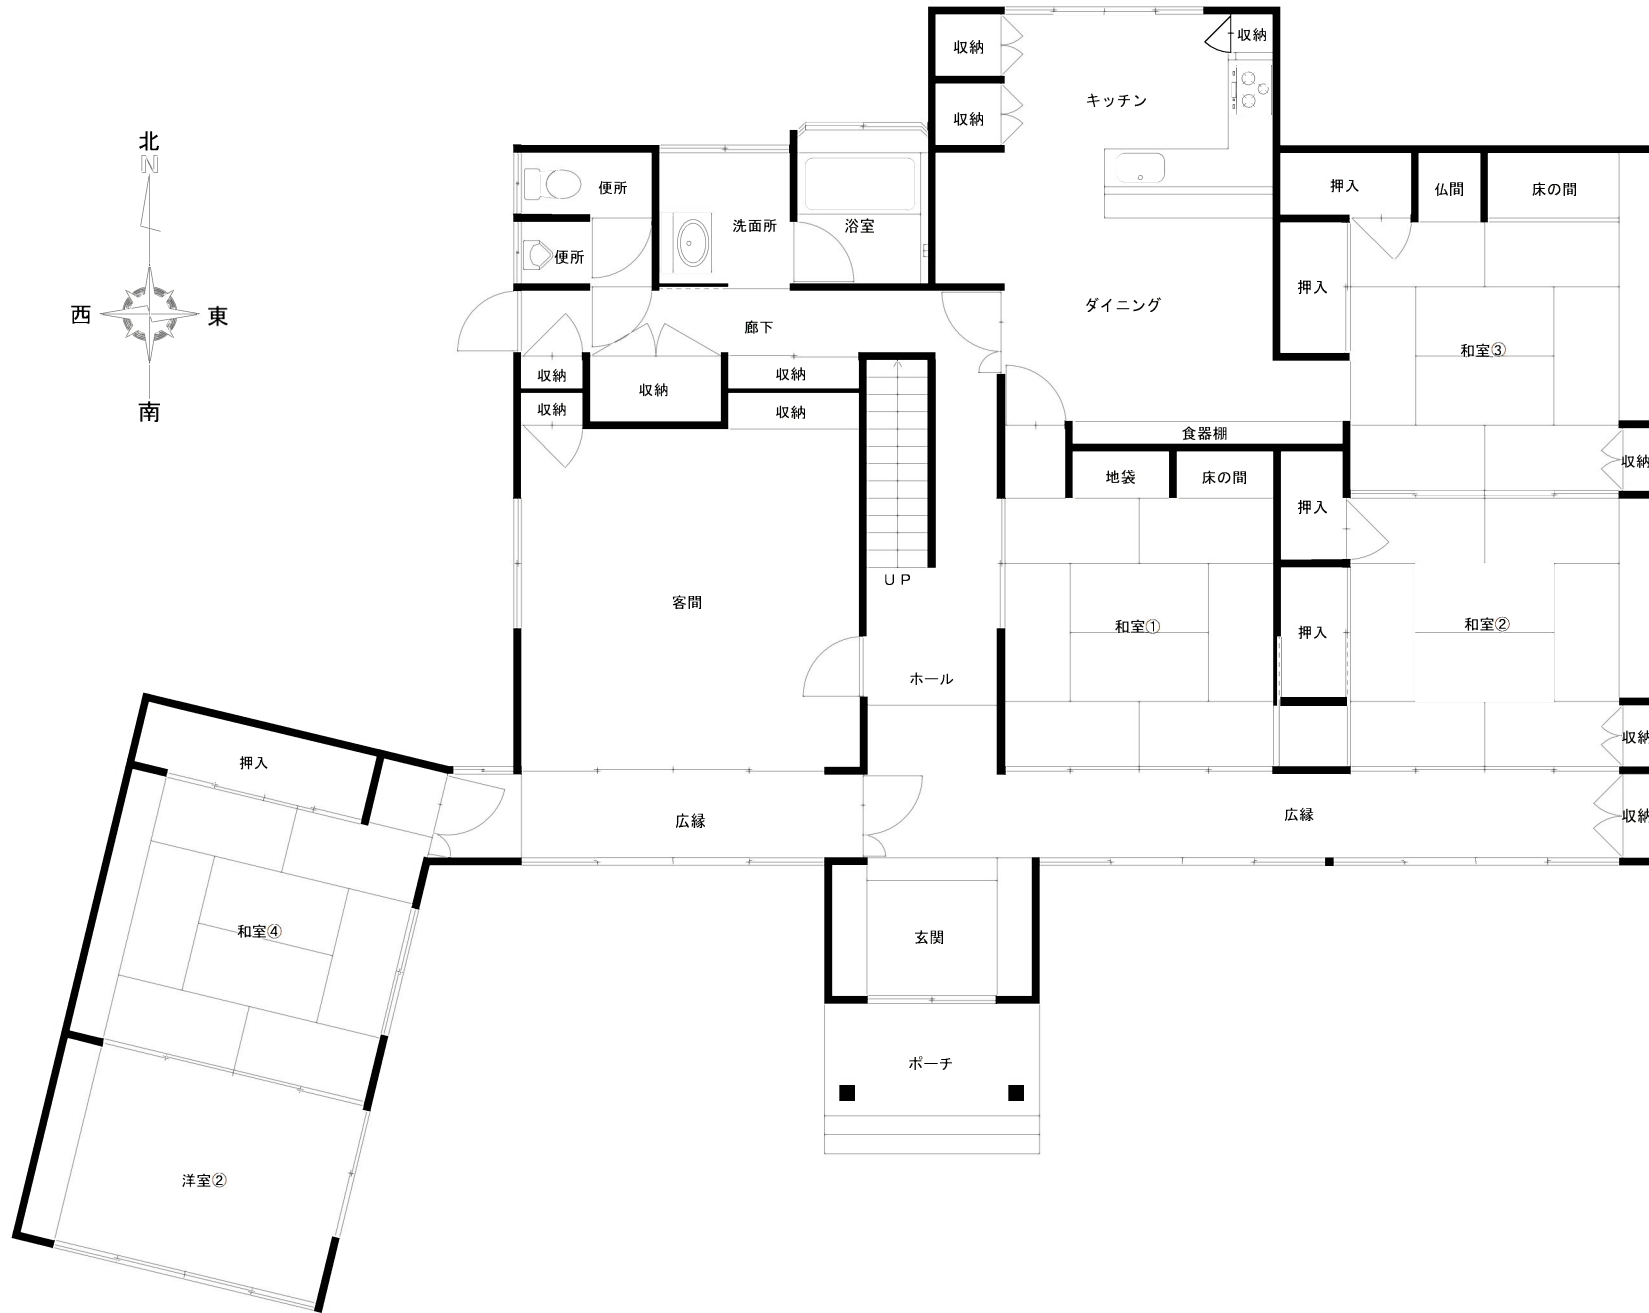 北
N
西
東
南
収納
収納
キッチン
収納
便所
洗面所
浴室
便所
押入
仏間
床の間
押入
ダイニング
和室③
廊下
収納
収納
収納
収納
収納
食器棚
収納
地袋
床の間
押入
UP
客間
和室①
押入
和室②
ホール
収納
押入
広縁
広縁
収納
和室④
玄関
ポーチ
洋室②